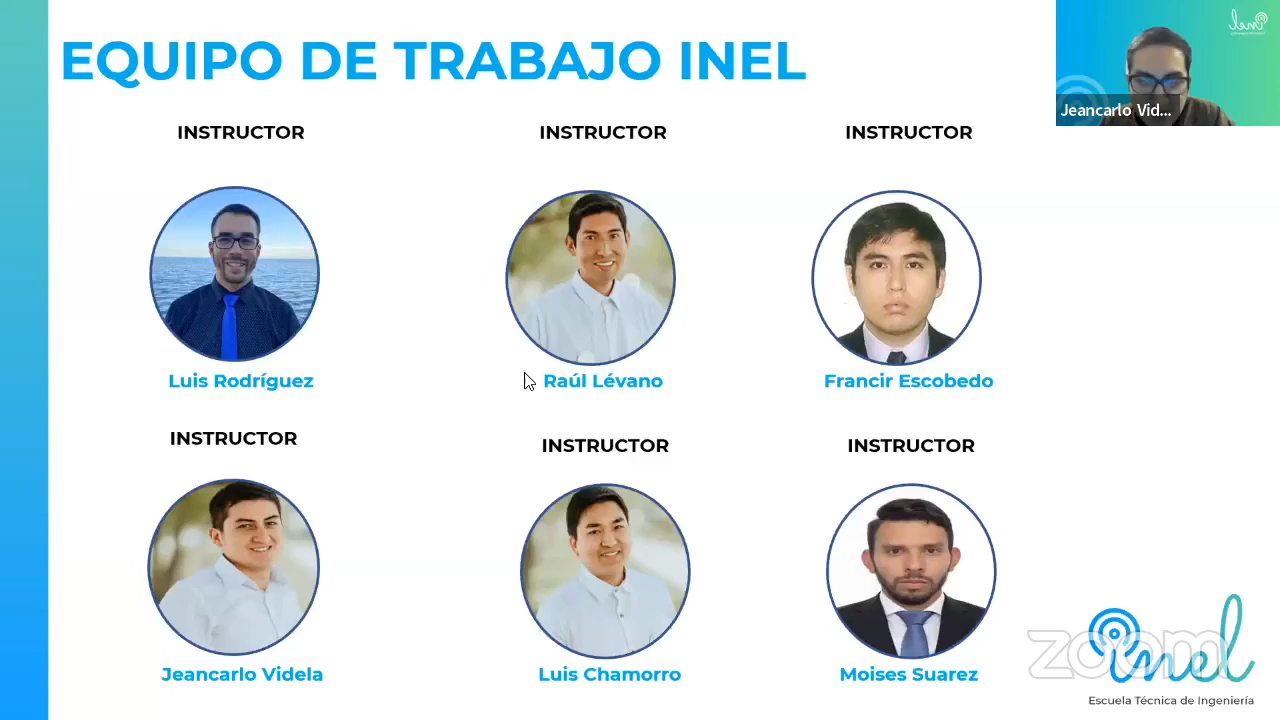 EQUIPO DE TRABAJO INEL
inel
Jeancarlo Vid...
INSTRUCTOR
INSTRUCTOR
INSTRUCTOR
Luis Rodríguez
Raúl Lévano
Francir Escobedo
INSTRUCTOR
INSTRUCTOR
INSTRUCTOR
Jeancarlo Videla
Luis Chamorro
Moises Suarez
zoom
inel
Escuela Técnica de Ingeniería